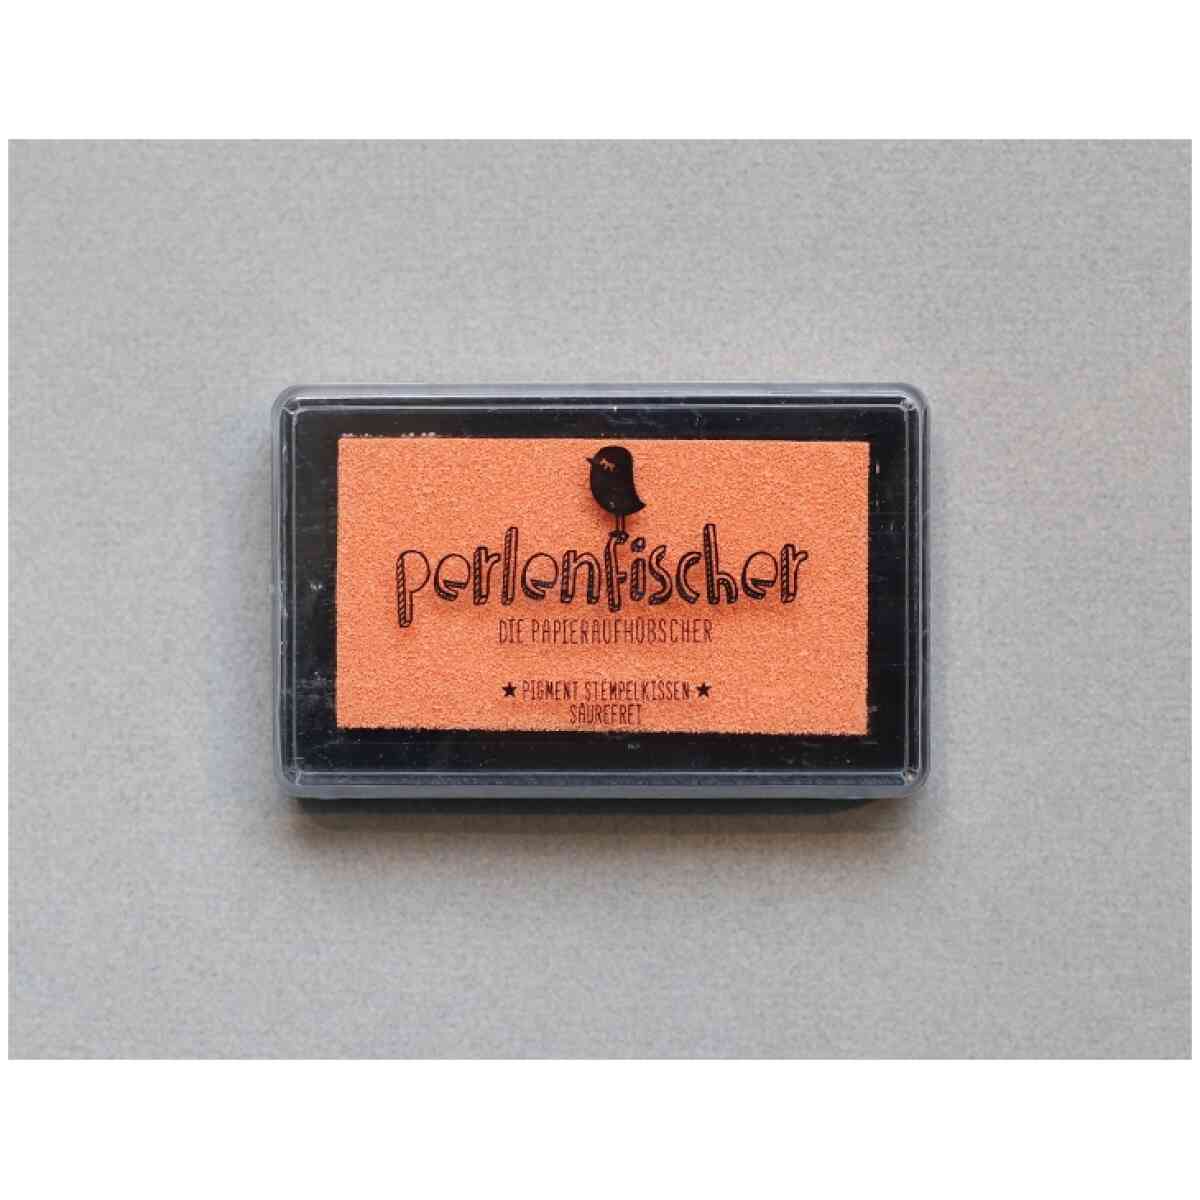 perlenfischer
DIE PAPIERAUFHÜBSCHER
★ PIGMENT STEMPELKISSEN ★
SÄUREFREI